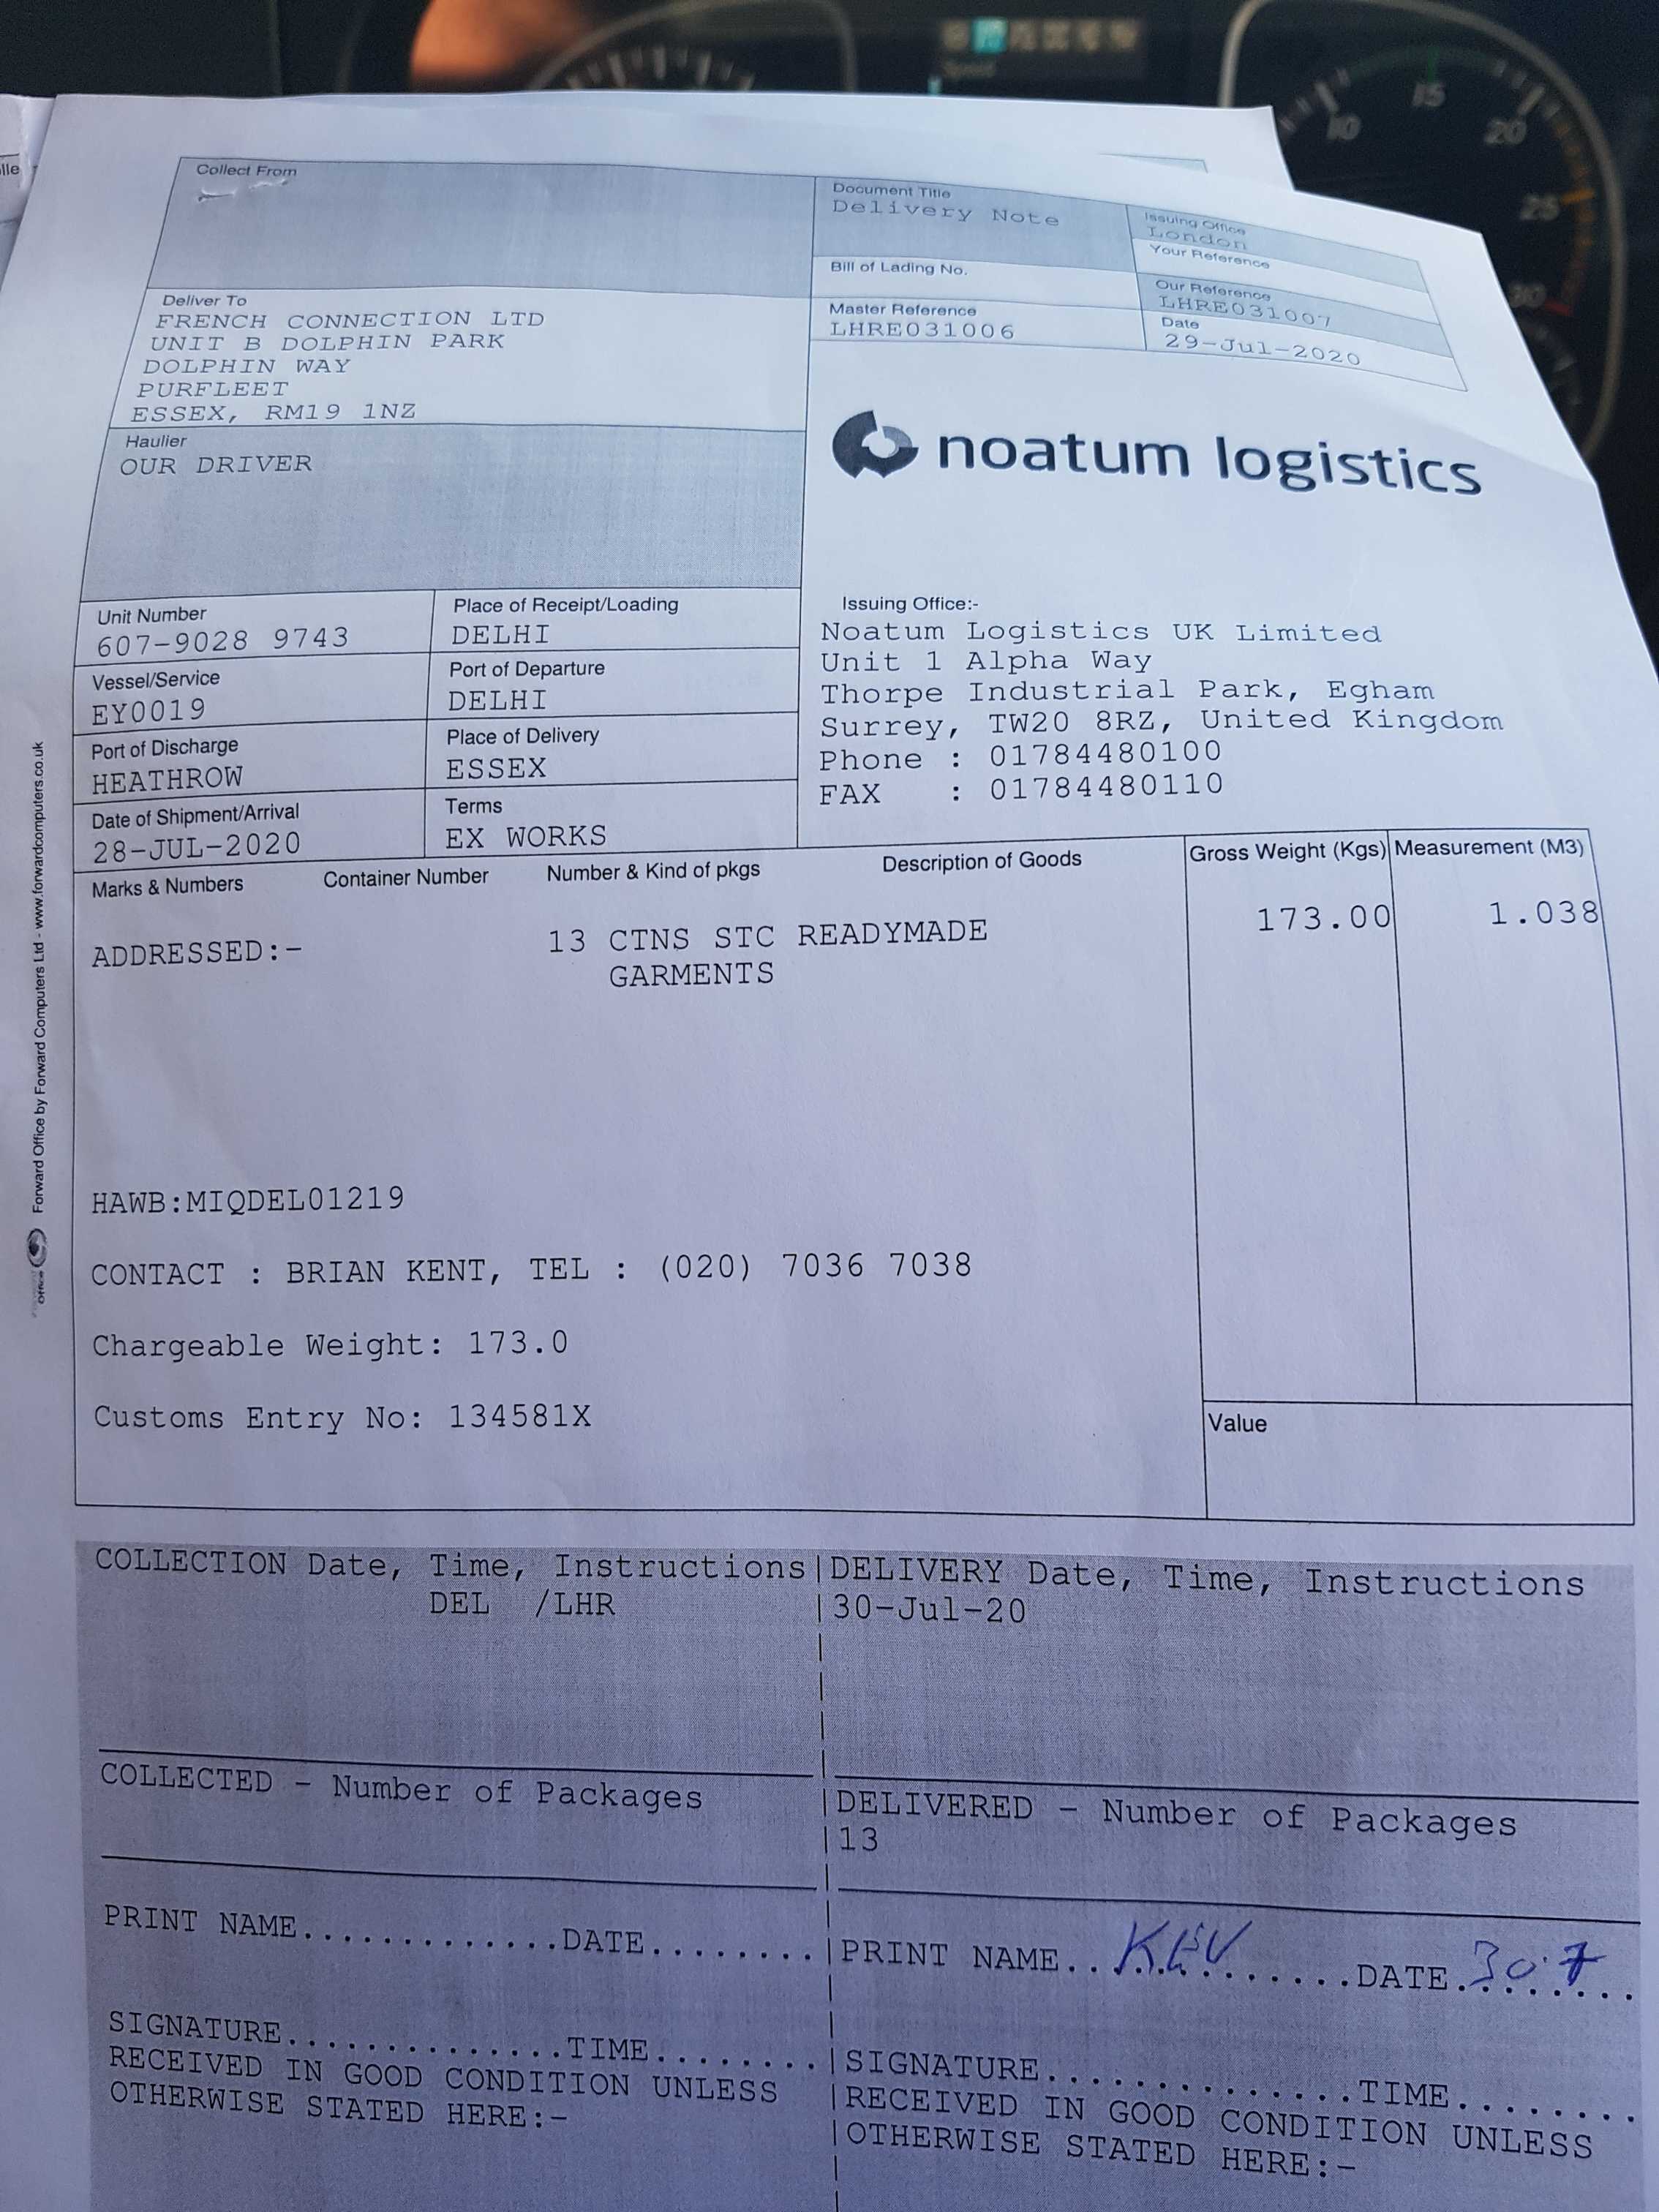 lle
Collect From
Document Title
Delivery Note
Issuing Office
London
Your Reference
Bill of Lading No.
Our Reference
LHRE031007
Master Reference
LHRE031006
Date
29-Jul-2020
Deliver To
FRENCH CONNECTION LTD
UNIT B DOLPHIN PARK
DOLPHIN WAY
PURFLEET
ESSEX, RM19 1NZ
Haulier
OUR DRIVER
noatum logistics
Unit Number
607-9028 9743
Place of Receipt/Loading
DELHI
Vessel/Service
EY0019
Port of Departure
DELHI
Port of Discharge
HEATHROW
Place of Delivery
ESSEX
Date of Shipment/Arrival
28-JUL-2020
Terms
EX WORKS
Issuing Office:-
Noatum Logistics UK Limited
Unit 1 Alpha Way
Thorpe Industrial Park, Egham
Surrey, TW20 8RZ, United Kingdom
Phone : 01784480100
FAX : 01784480110
Marks & Numbers Container Number Number & Kind of pkgs Description of Goods Gross Weight (Kgs) Measurement (M3)
ADDRESSED:- 13 CTNS STC READYMADE 173.00 1.038
GARMENTS
HAWB:MIQDEL01219
CONTACT : BRIAN KENT, TEL : (020) 7036 7038
Chargeable Weight: 173.0
Customs Entry No: 134581X
Value
Forward Office by Forward Computers Ltd - www.forwardcomputers.co.uk
COLLECTION Date, Time, Instructions|DELIVERY Date, Time, Instructions
DEL /LHR |30-Jul-20
COLLECTED - Number of Packages |DELIVERED - Number of Packages
|13
PRINT NAME.............DATE........|PRINT NAME..KEV.......DATE.30.7
SIGNATURE..............TIME........|SIGNATURE..............TIME........
RECEIVED IN GOOD CONDITION UNLESS |RECEIVED IN GOOD CONDITION UNLESS
OTHERWISE STATED HERE:- |OTHERWISE STATED HERE:-
10
15
20
25
30